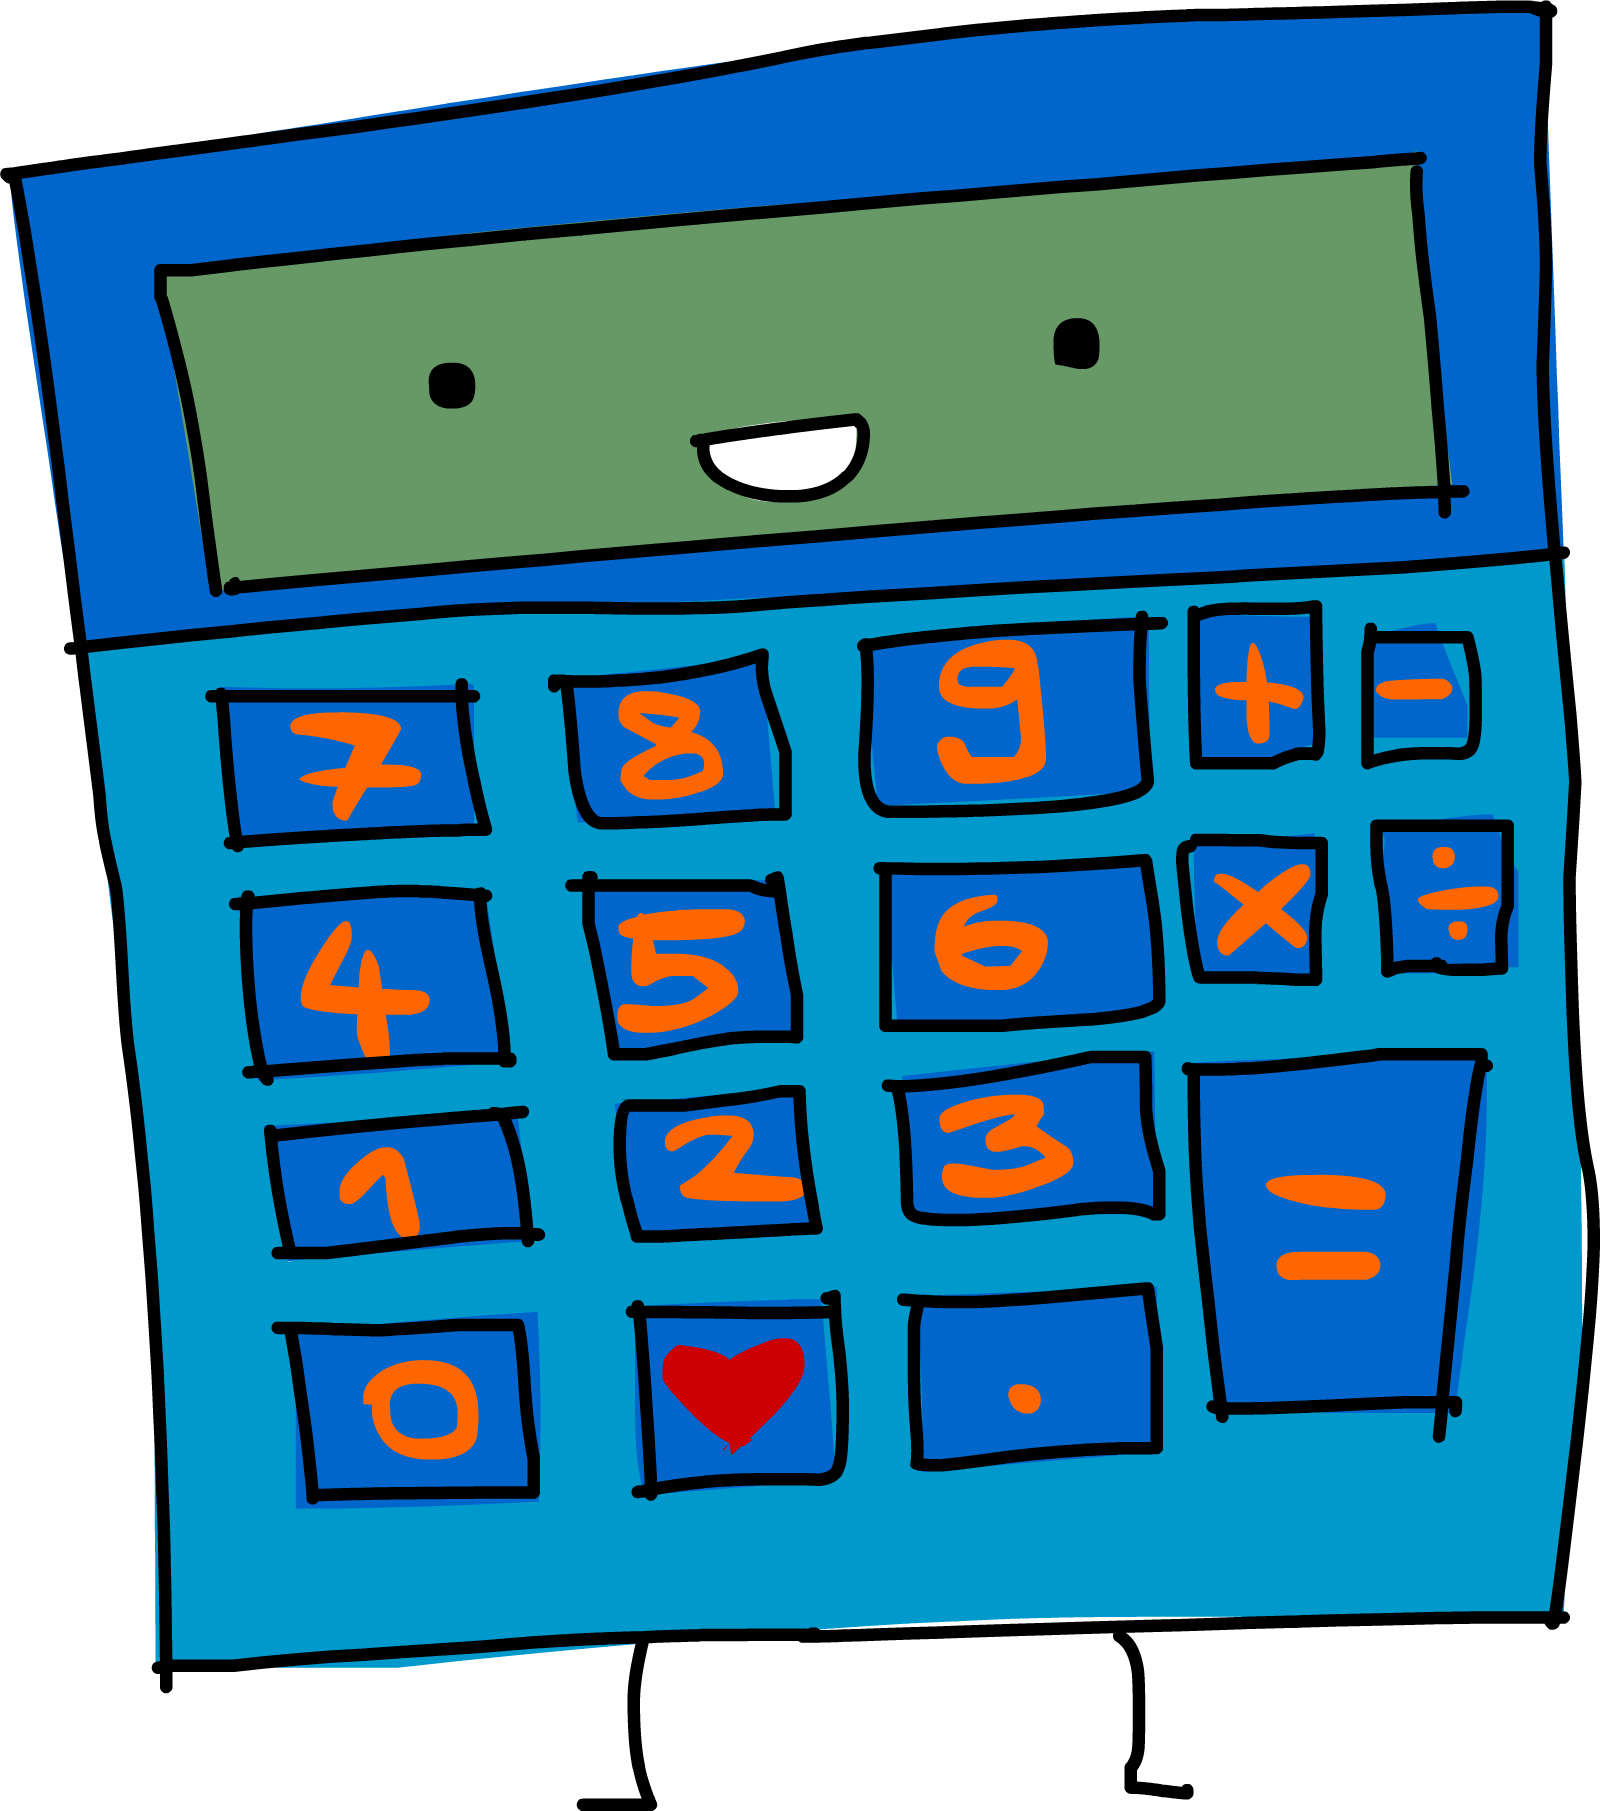 7 8 9 + -
4 5 6 × ÷
1 2 3 =
0 ♥ .